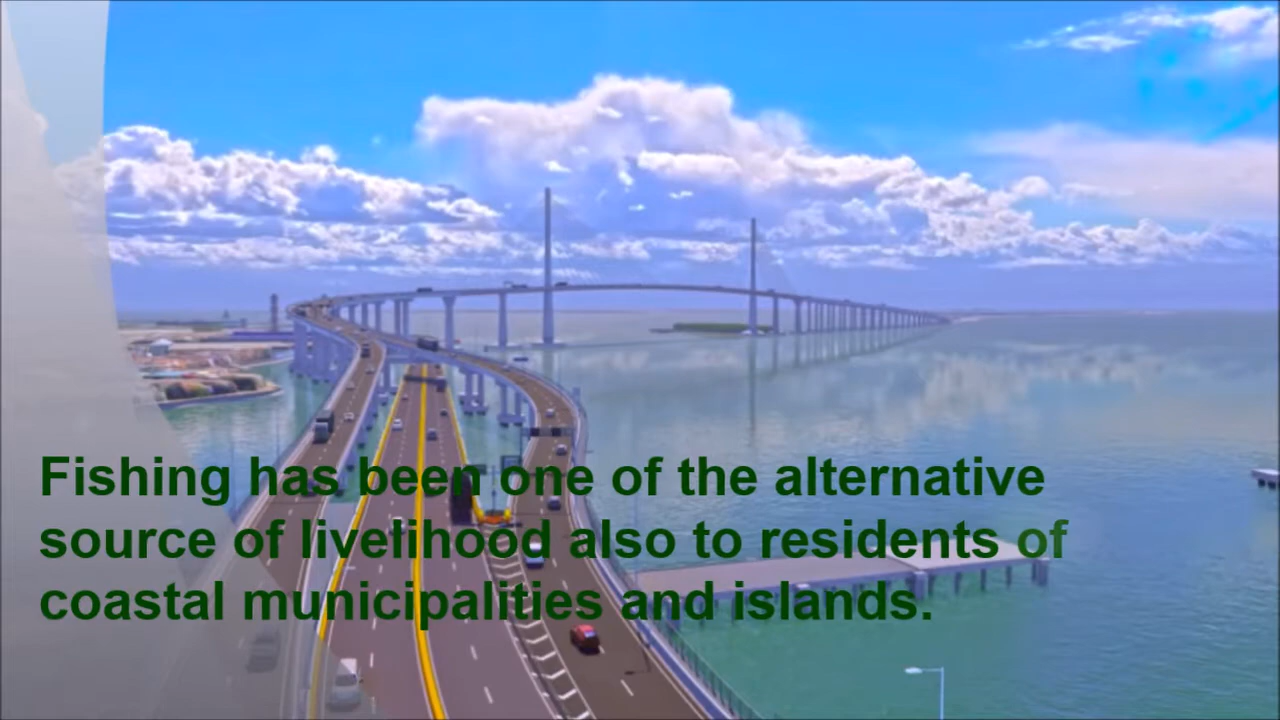 Fishing has been one of the alternative
source of livelihood also to residents of
coastal municipalities and islands.